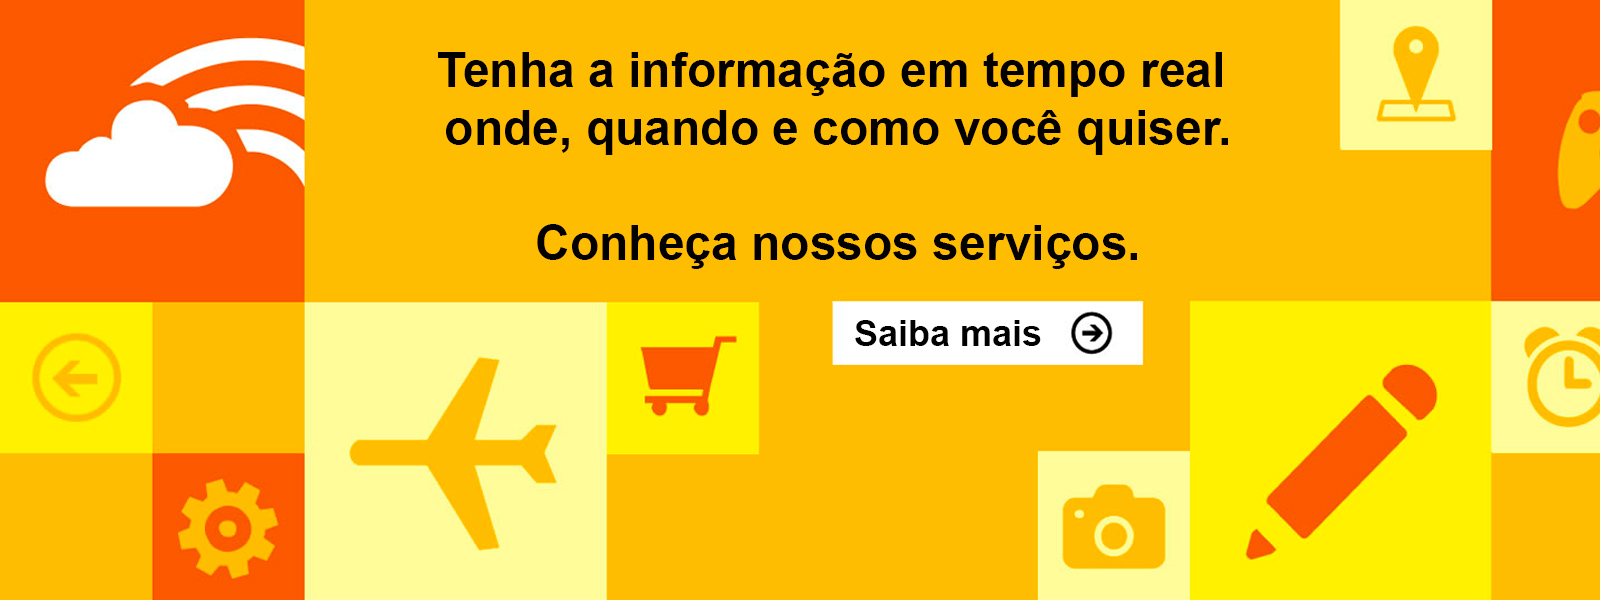 Tenha a informação em tempo real
onde, quando e como você quiser.
Conheça nossos serviços.
Saiba mais